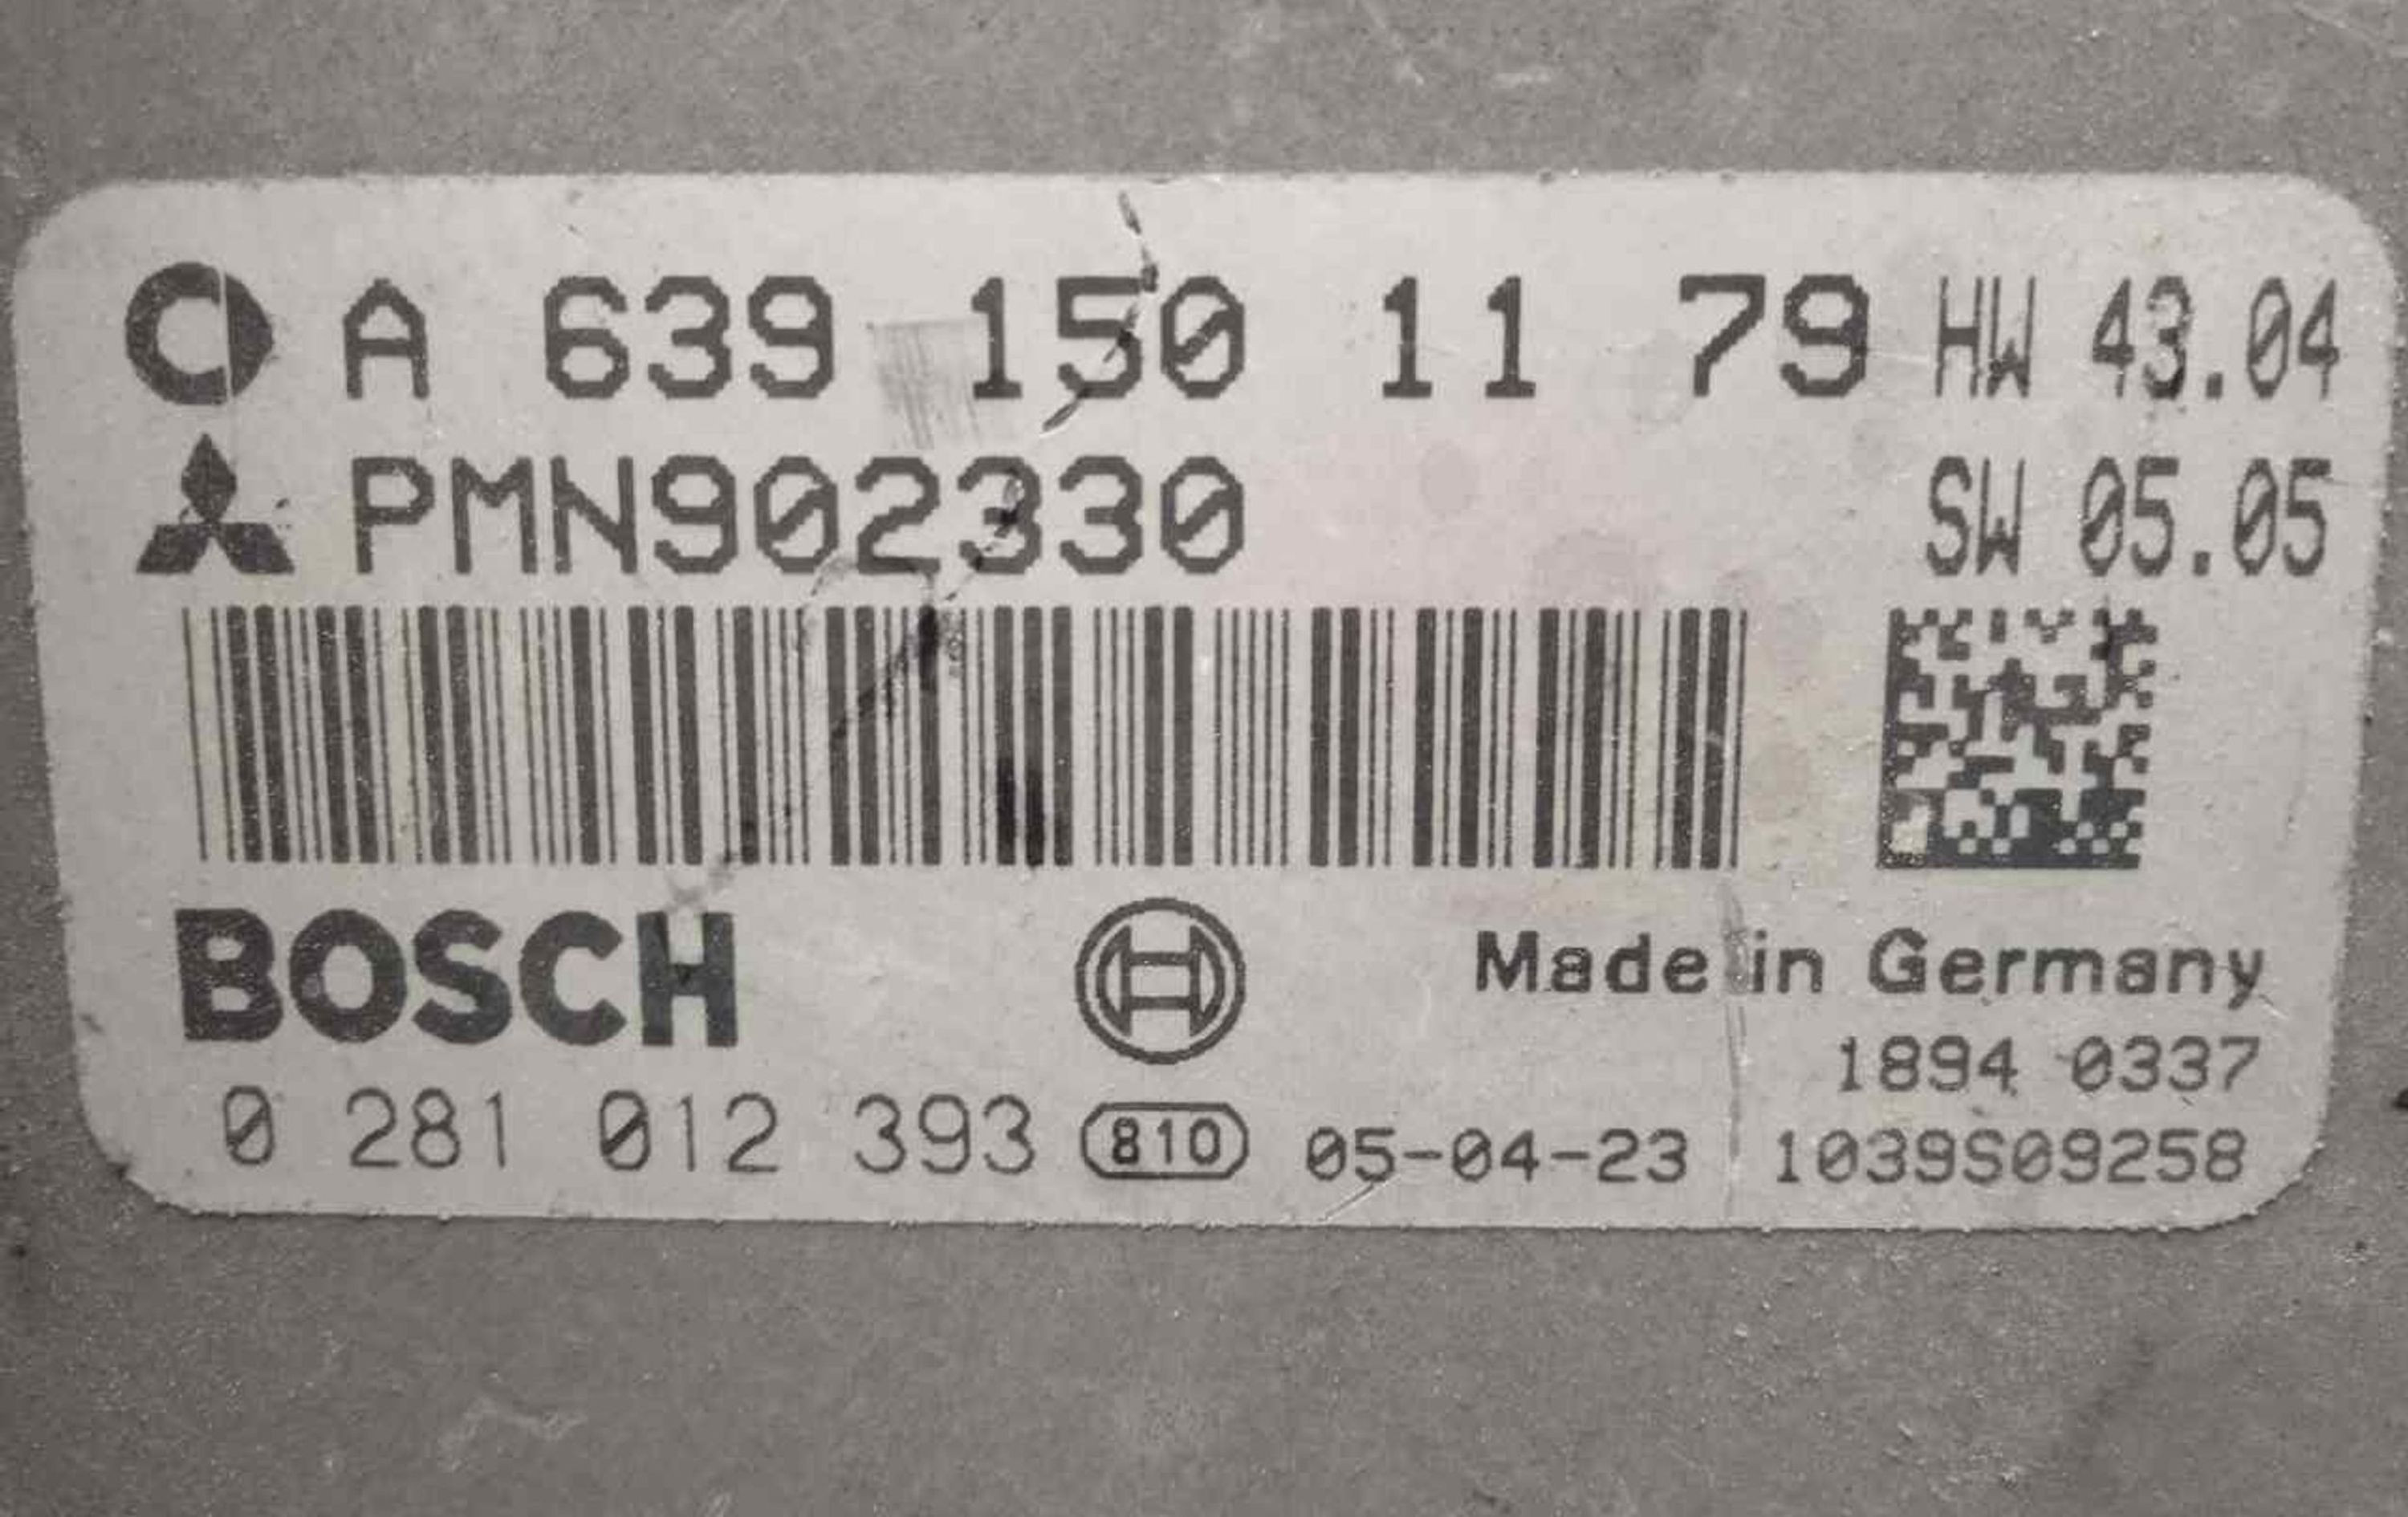 A 639 150 11 79 HW 43.04
PMN902330 SW 05.05
BOSCH
Made in Germany
1894 0337
0 281 012 393 810 05-04-23 1039S09258